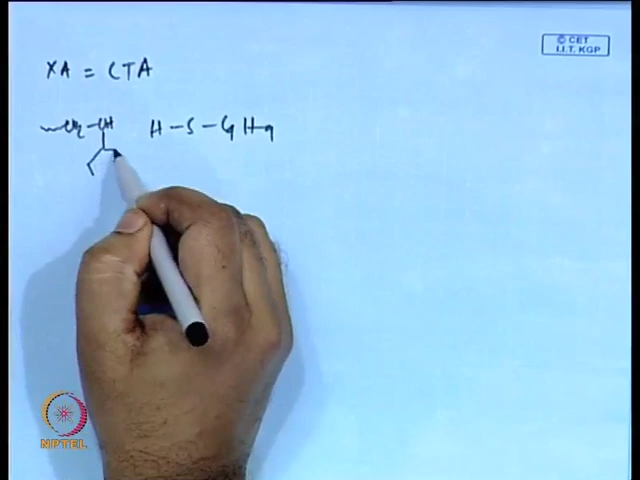 XA = CTA
~CH₂ – CH H – S – C₄H₉
© CET
I.I.T. KGP
NPTEL